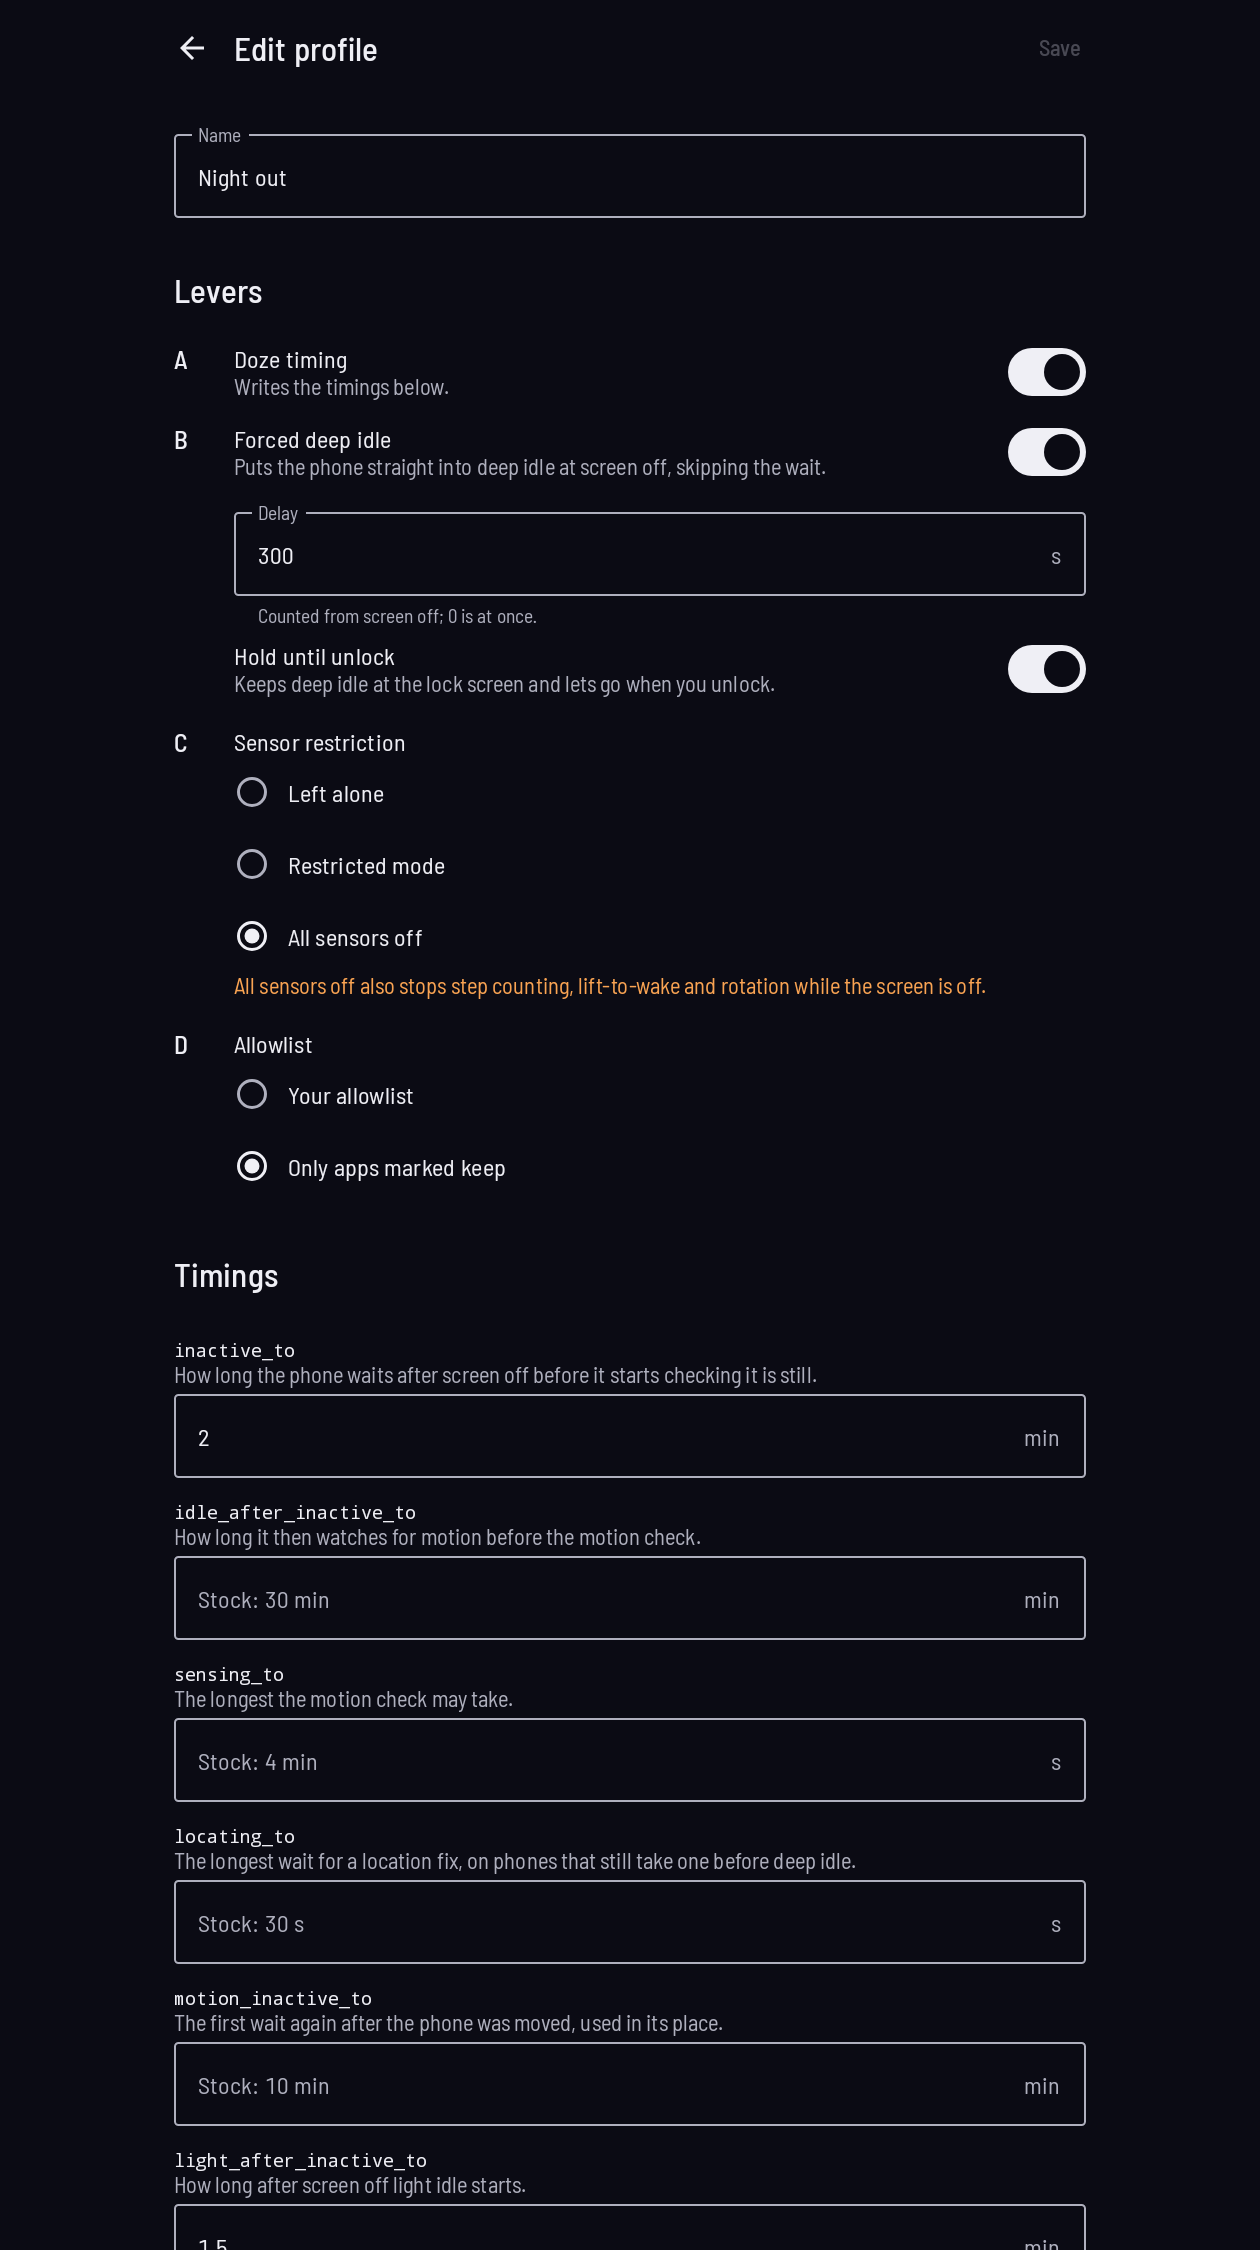 Edit profile
Save
Name
Night out
Levers
A
Doze timing
Writes the timings below.
B
Forced deep idle
Puts the phone straight into deep idle at screen off, skipping the wait.
Delay
300
s
Counted from screen off; 0 is at once.
Hold until unlock
Keeps deep idle at the lock screen and lets go when you unlock.
C
Sensor restriction
Left alone
Restricted mode
All sensors off
All sensors off also stops step counting, lift-to-wake and rotation while the screen is off.
D
Allowlist
Your allowlist
Only apps marked keep
Timings
inactive_to
How long the phone waits after screen off before it starts checking it is still.
2
min
idle_after_inactive_to
How long it then watches for motion before the motion check.
Stock: 30 min
min
sensing_to
The longest the motion check may take.
Stock: 4 min
s
locating_to
The longest wait for a location fix, on phones that still take one before deep idle.
Stock: 30 s
s
motion_inactive_to
The first wait again after the phone was moved, used in its place.
Stock: 10 min
min
light_after_inactive_to
How long after screen off light idle starts.
min